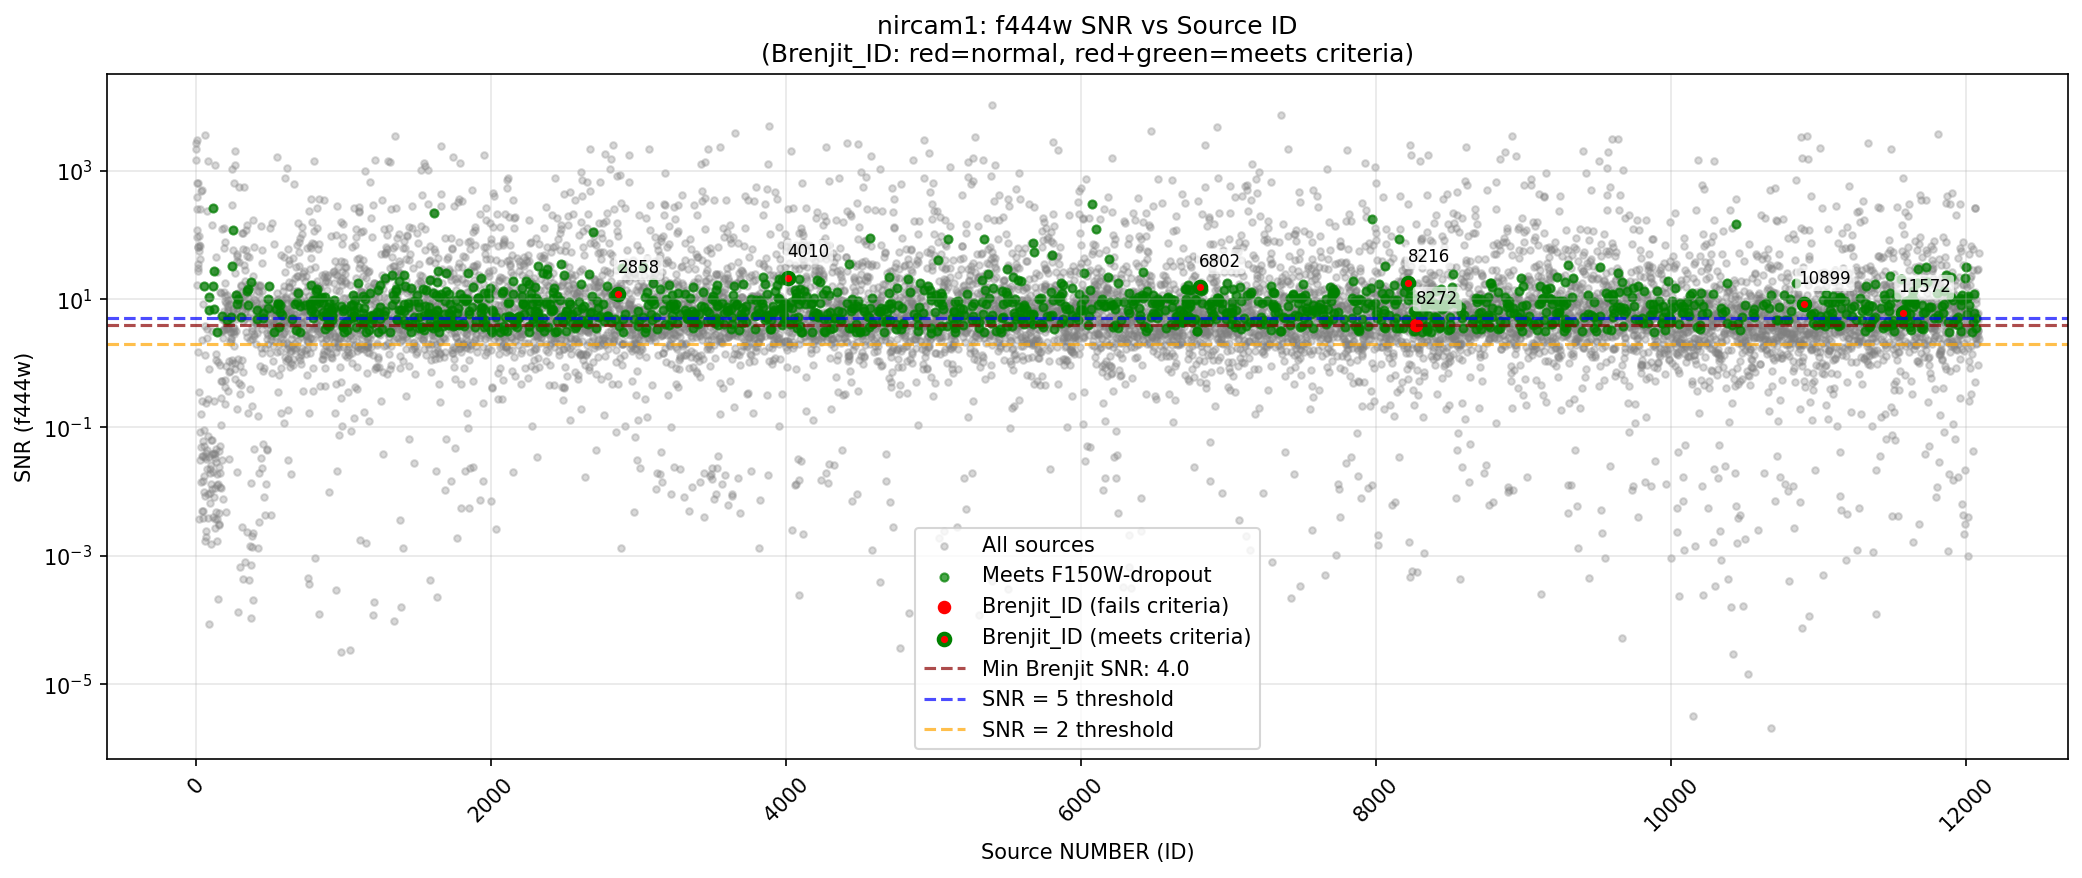 nircam1: f444w SNR vs Source ID
(Brenjit_ID: red=normal, red+green=meets criteria)
SNR (f444w)
10³
10¹
10⁻¹
10⁻³
10⁻⁵
2858
4010
6802
8216
8272
10899
11572
All sources
Meets F150W-dropout
Brenjit_ID (fails criteria)
Brenjit_ID (meets criteria)
Min Brenjit SNR: 4.0
SNR = 5 threshold
SNR = 2 threshold
0
2000
4000
6000
8000
10000
12000
Source NUMBER (ID)